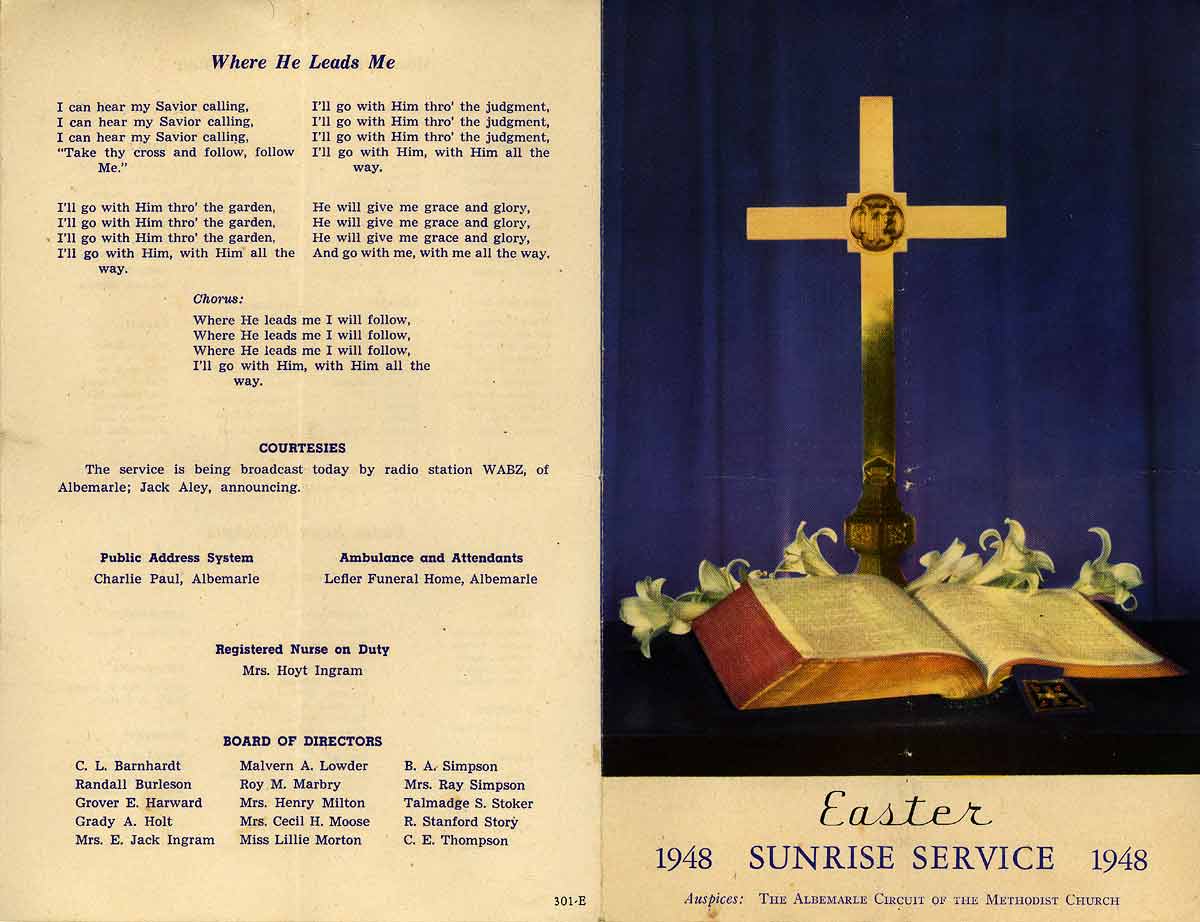 Where He Leads Me
I can hear my Savior calling,
I can hear my Savior calling,
I can hear my Savior calling,
“Take thy cross and follow, follow
Me.”
I'll go with Him thro' the garden,
I'll go with Him thro' the garden,
I'll go with Him thro' the garden,
I'll go with Him, with Him all the
way.
I'll go with Him thro' the judgment,
I'll go with Him thro' the judgment,
I'll go with Him thro' the judgment,
I'll go with Him, with Him all the
way.
He will give me grace and glory,
He will give me grace and glory,
He will give me grace and glory,
And go with me, with me all the way.
Chorus:
Where He leads me I will follow,
Where He leads me I will follow,
Where He leads me I will follow,
I'll go with Him, with Him all the
way.
COURTESIES
The service is being broadcast today by radio station WABZ, of
Albemarle; Jack Aley, announcing.
Public Address System
Charlie Paul, Albemarle
Ambulance and Attendants
Lefler Funeral Home, Albemarle
Registered Nurse on Duty
Mrs. Hoyt Ingram
BOARD OF DIRECTORS
C. L. Barnhardt
Randall Burleson
Grover E. Harward
Grady A. Holt
Mrs. E. Jack Ingram
Malvern A. Lowder
Roy M. Marbry
Mrs. Henry Milton
Mrs. Cecil H. Moose
Miss Lillie Morton
B. A. Simpson
Mrs. Ray Simpson
Talmadge S. Stoker
R. Stanford Story
C. E. Thompson
301-E
Easter
1948 SUNRISE SERVICE 1948
Auspices: THE ALBEMARLE CIRCUIT OF THE METHODIST CHURCH